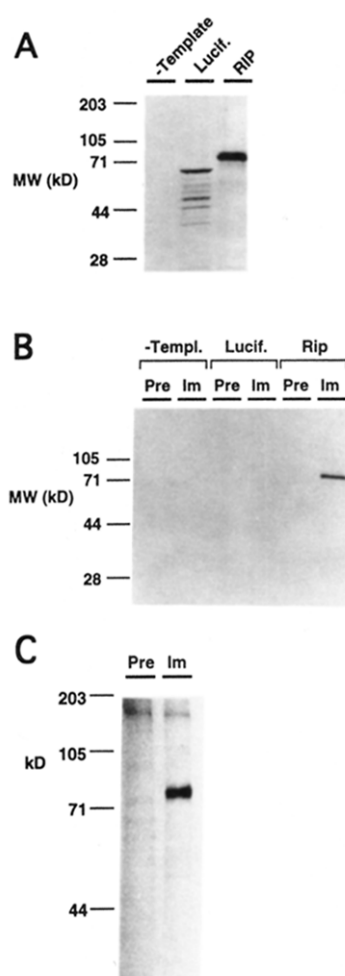 A
-Template
Lucif.
RIP
203
105
71
MW (kD)
44
28
B
-Templ. Lucif. Rip
Pre Im Pre Im Pre Im
105
71
MW (kD)
44
28
C
Pre Im
203
105
kD
71
44